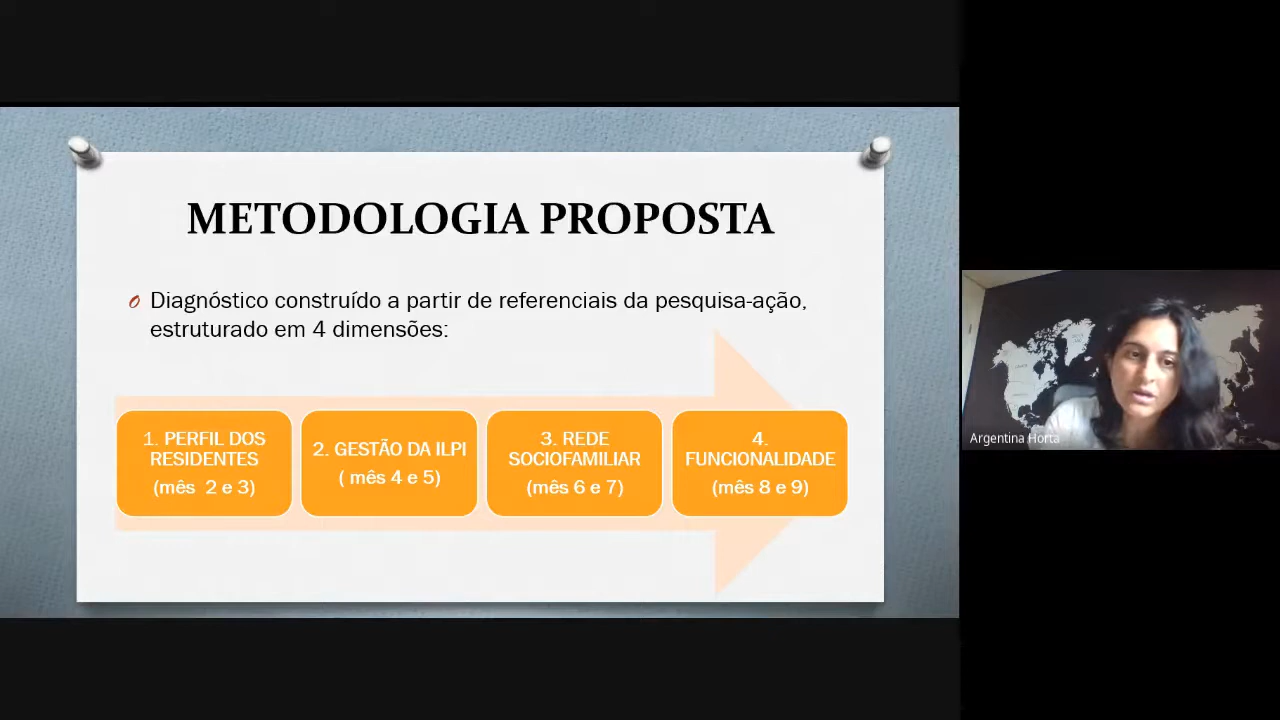 METODOLOGIA PROPOSTA
Diagnóstico construído a partir de referenciais da pesquisa-ação,
estruturado em 4 dimensões:
1. PERFIL DOS
RESIDENTES
(mês 2 e 3)
2. GESTÃO DA ILPI
( mês 4 e 5)
3. REDE
SOCIOFAMILIAR
(mês 6 e 7)
4.
FUNCIONALIDADE
(mês 8 e 9)
Argentina Horta